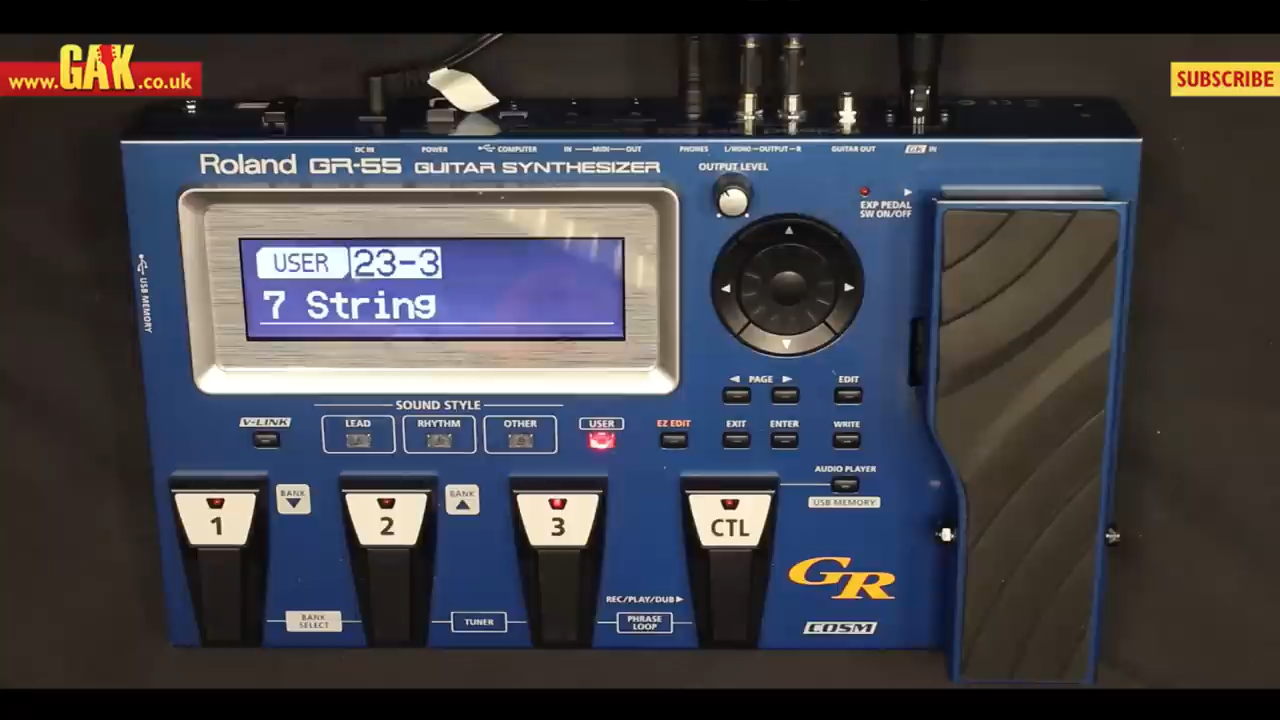 www.GAK.co.uk
SUBSCRIBE
DC IN POWER COMPUTER IN MIDI OUT PHONES L/MONO OUTPUT R GUITAR OUT GK IN
Roland GR-55 GUITAR SYNTHESIZER
OUTPUT LEVEL
EXP PEDAL
SW ON/OFF
USB MEMORY
USER 23-3
7 String
PAGE EDIT
SOUND STYLE
V-LINK LEAD RHYTHM OTHER USER EZ EDIT EXIT ENTER WRITE
AUDIO PLAYER
USB MEMORY
BANK BANK
1 2 3 CTL
GR
REC/PLAY/DUB
BANK
SELECT
TUNER
PHRASE
LOOP
COSM